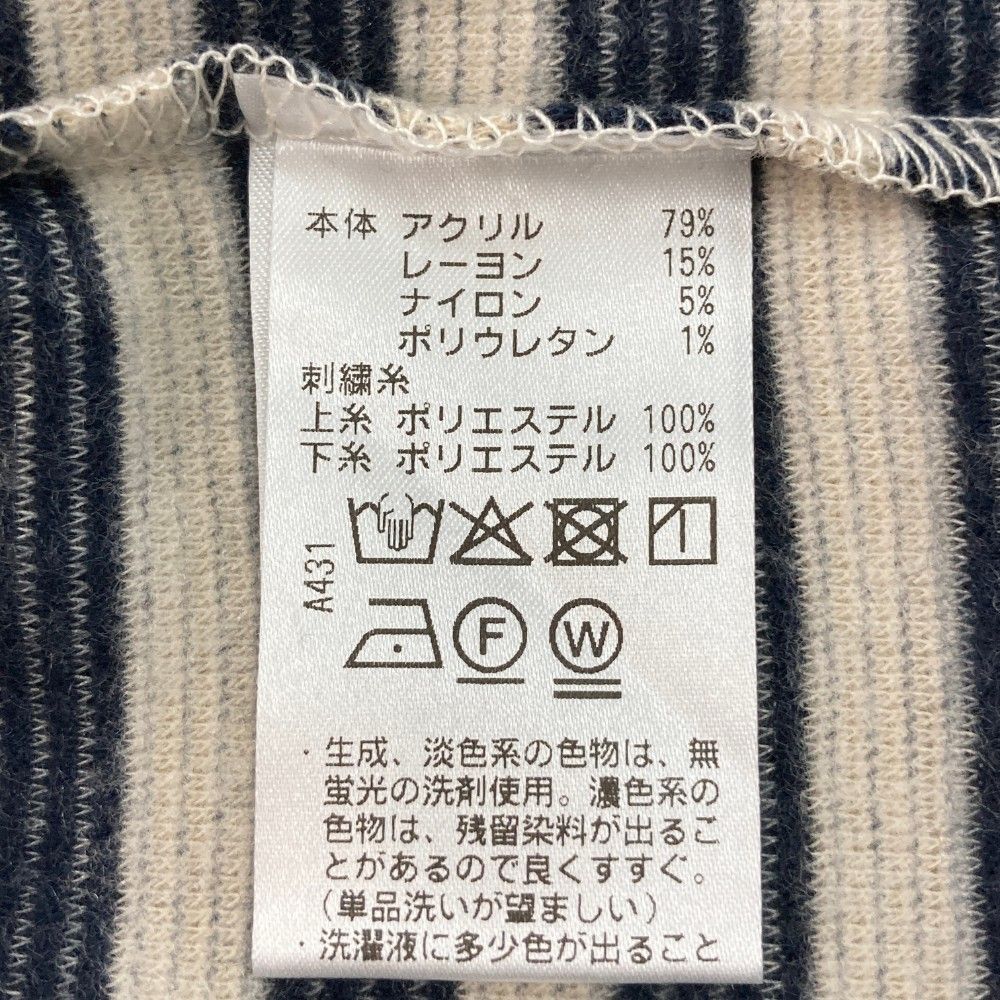 本体 アクリル 79%
レーヨン 15%
ナイロン 5%
ポリウレタン 1%
刺繍糸
上糸 ポリエステル 100%
下糸 ポリエステル 100%
A431
F
W
・生成、淡色系の色物は、無
蛍光の洗剤使用。濃色系の
色物は、残留染料が出るこ
とがあるので良くすすぐ。
(単品洗いが望ましい)
・洗濯液に多少色が出ること